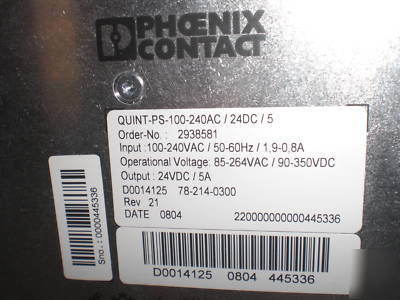 PHŒNIX
CONTACT
QUINT-PS-100-240AC / 24DC / 5
Order-No.: 2938581
Input :100-240VAC / 50-60Hz / 1,9-0,8A
Operational Voltage: 85-264VAC / 90-350VDC
Output : 24VDC / 5A
D0014125 78-214-0300
Rev 21
DATE 0804 220000000000445336
Sno.: 0000445336
D0014125 0804 445336